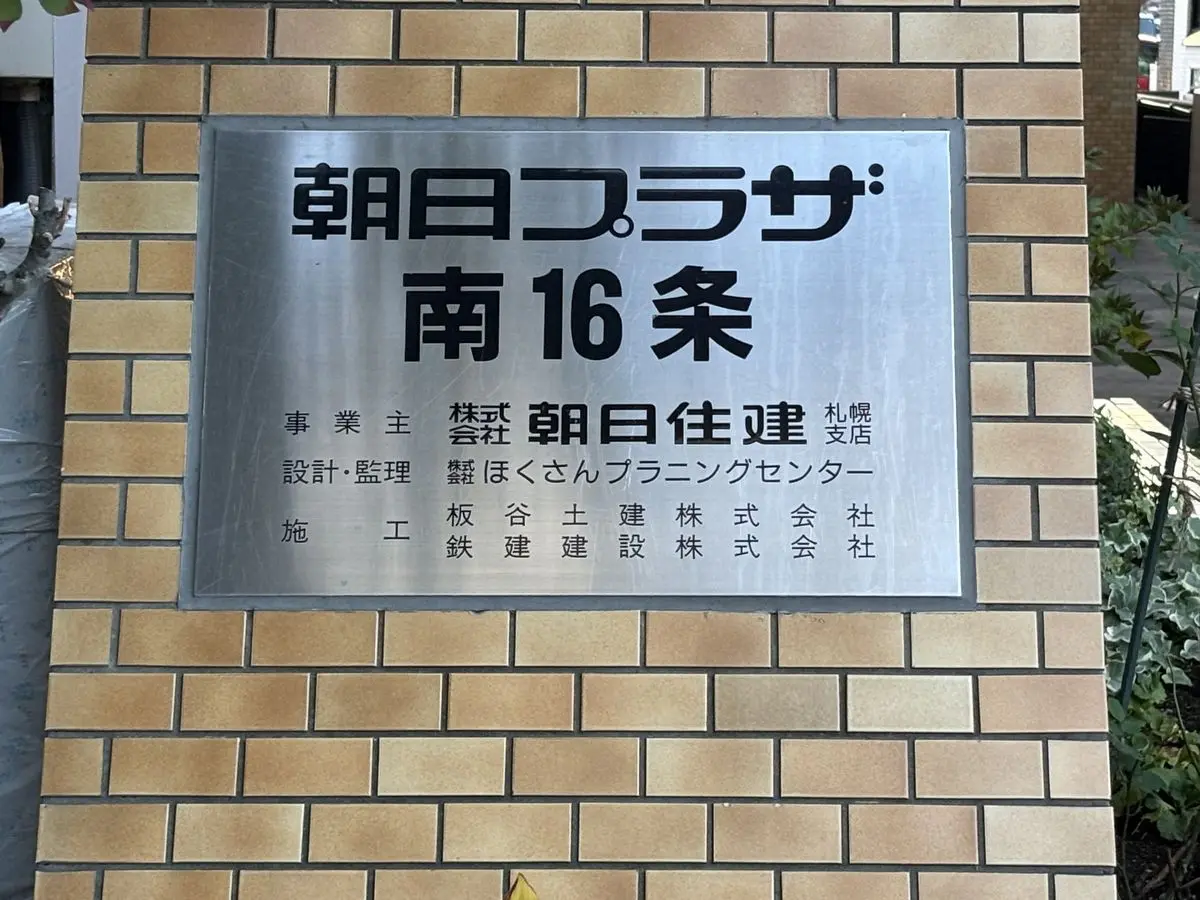 朝日プラザ
南16条
事業主 株式会社 朝日住建 札幌支店
設計・監理 株式会社 ほくさんプラニングセンター
施工 板谷土建株式会社
鉄建建設株式会社